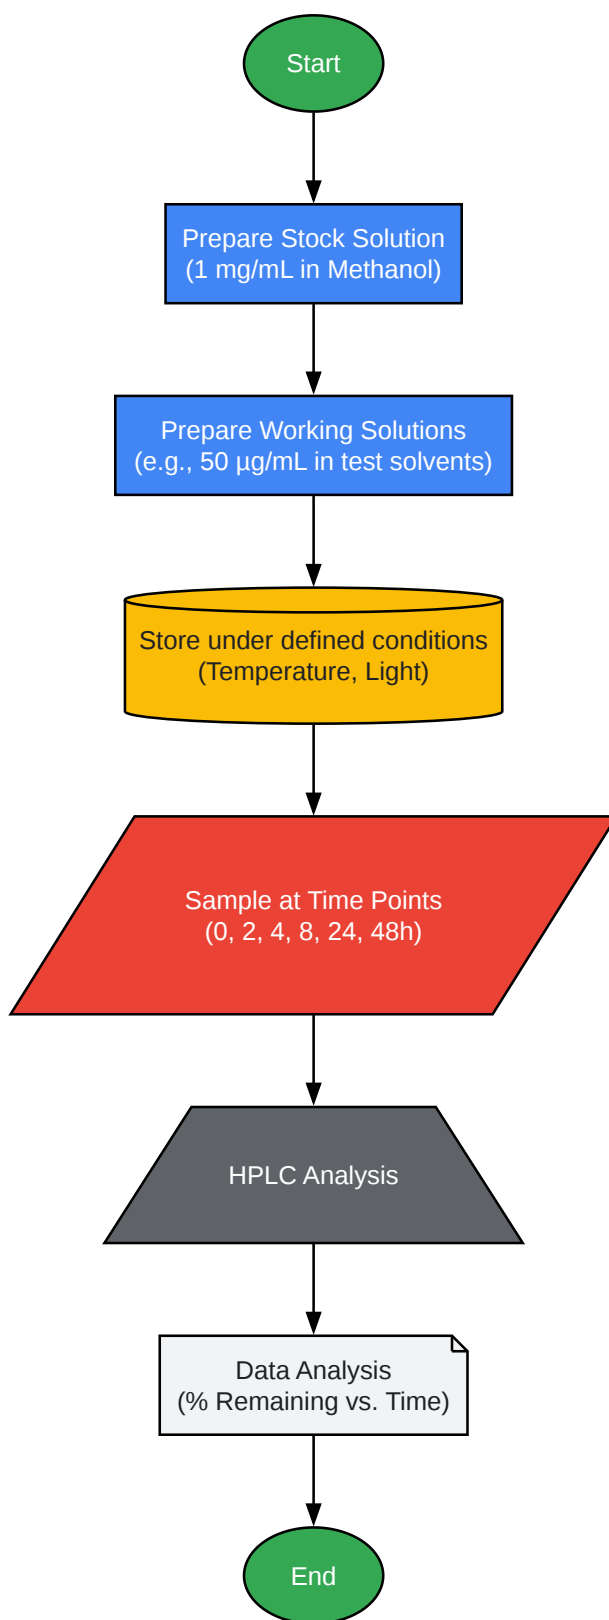 Start
Prepare Stock Solution
(1 mg/mL in Methanol)
Prepare Working Solutions
(e.g., 50 µg/mL in test solvents)
Store under defined conditions
(Temperature, Light)
Sample at Time Points
(0, 2, 4, 8, 24, 48h)
HPLC Analysis
Data Analysis
(% Remaining vs. Time)
End